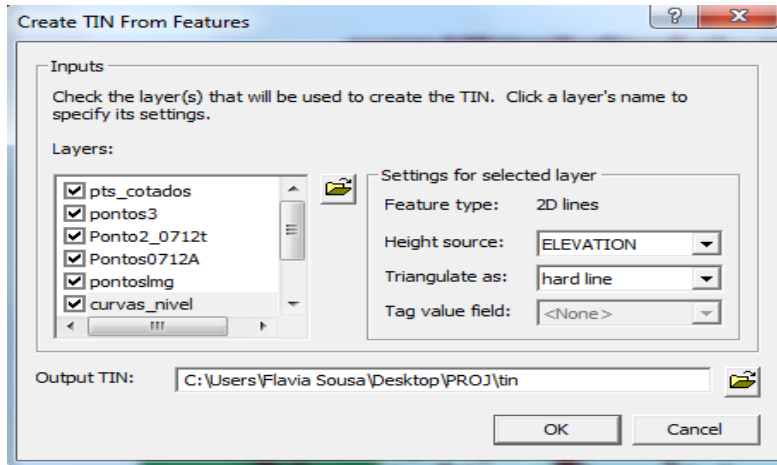 Create TIN From Features
Inputs
Check the layer(s) that will be used to create the TIN. Click a layer's name to
specify its settings.
Layers:
pts_cotados
pontos3
Ponto2_0712t
Pontos0712A
pontosImg
curvas_nivel
Settings for selected layer
Feature type: 2D lines
Height source: ELEVATION
Triangulate as: hard line
Tag value field: <None>
Output TIN: C:\Users\Flavia Sousa\Desktop\PROJ\tin
OK Cancel